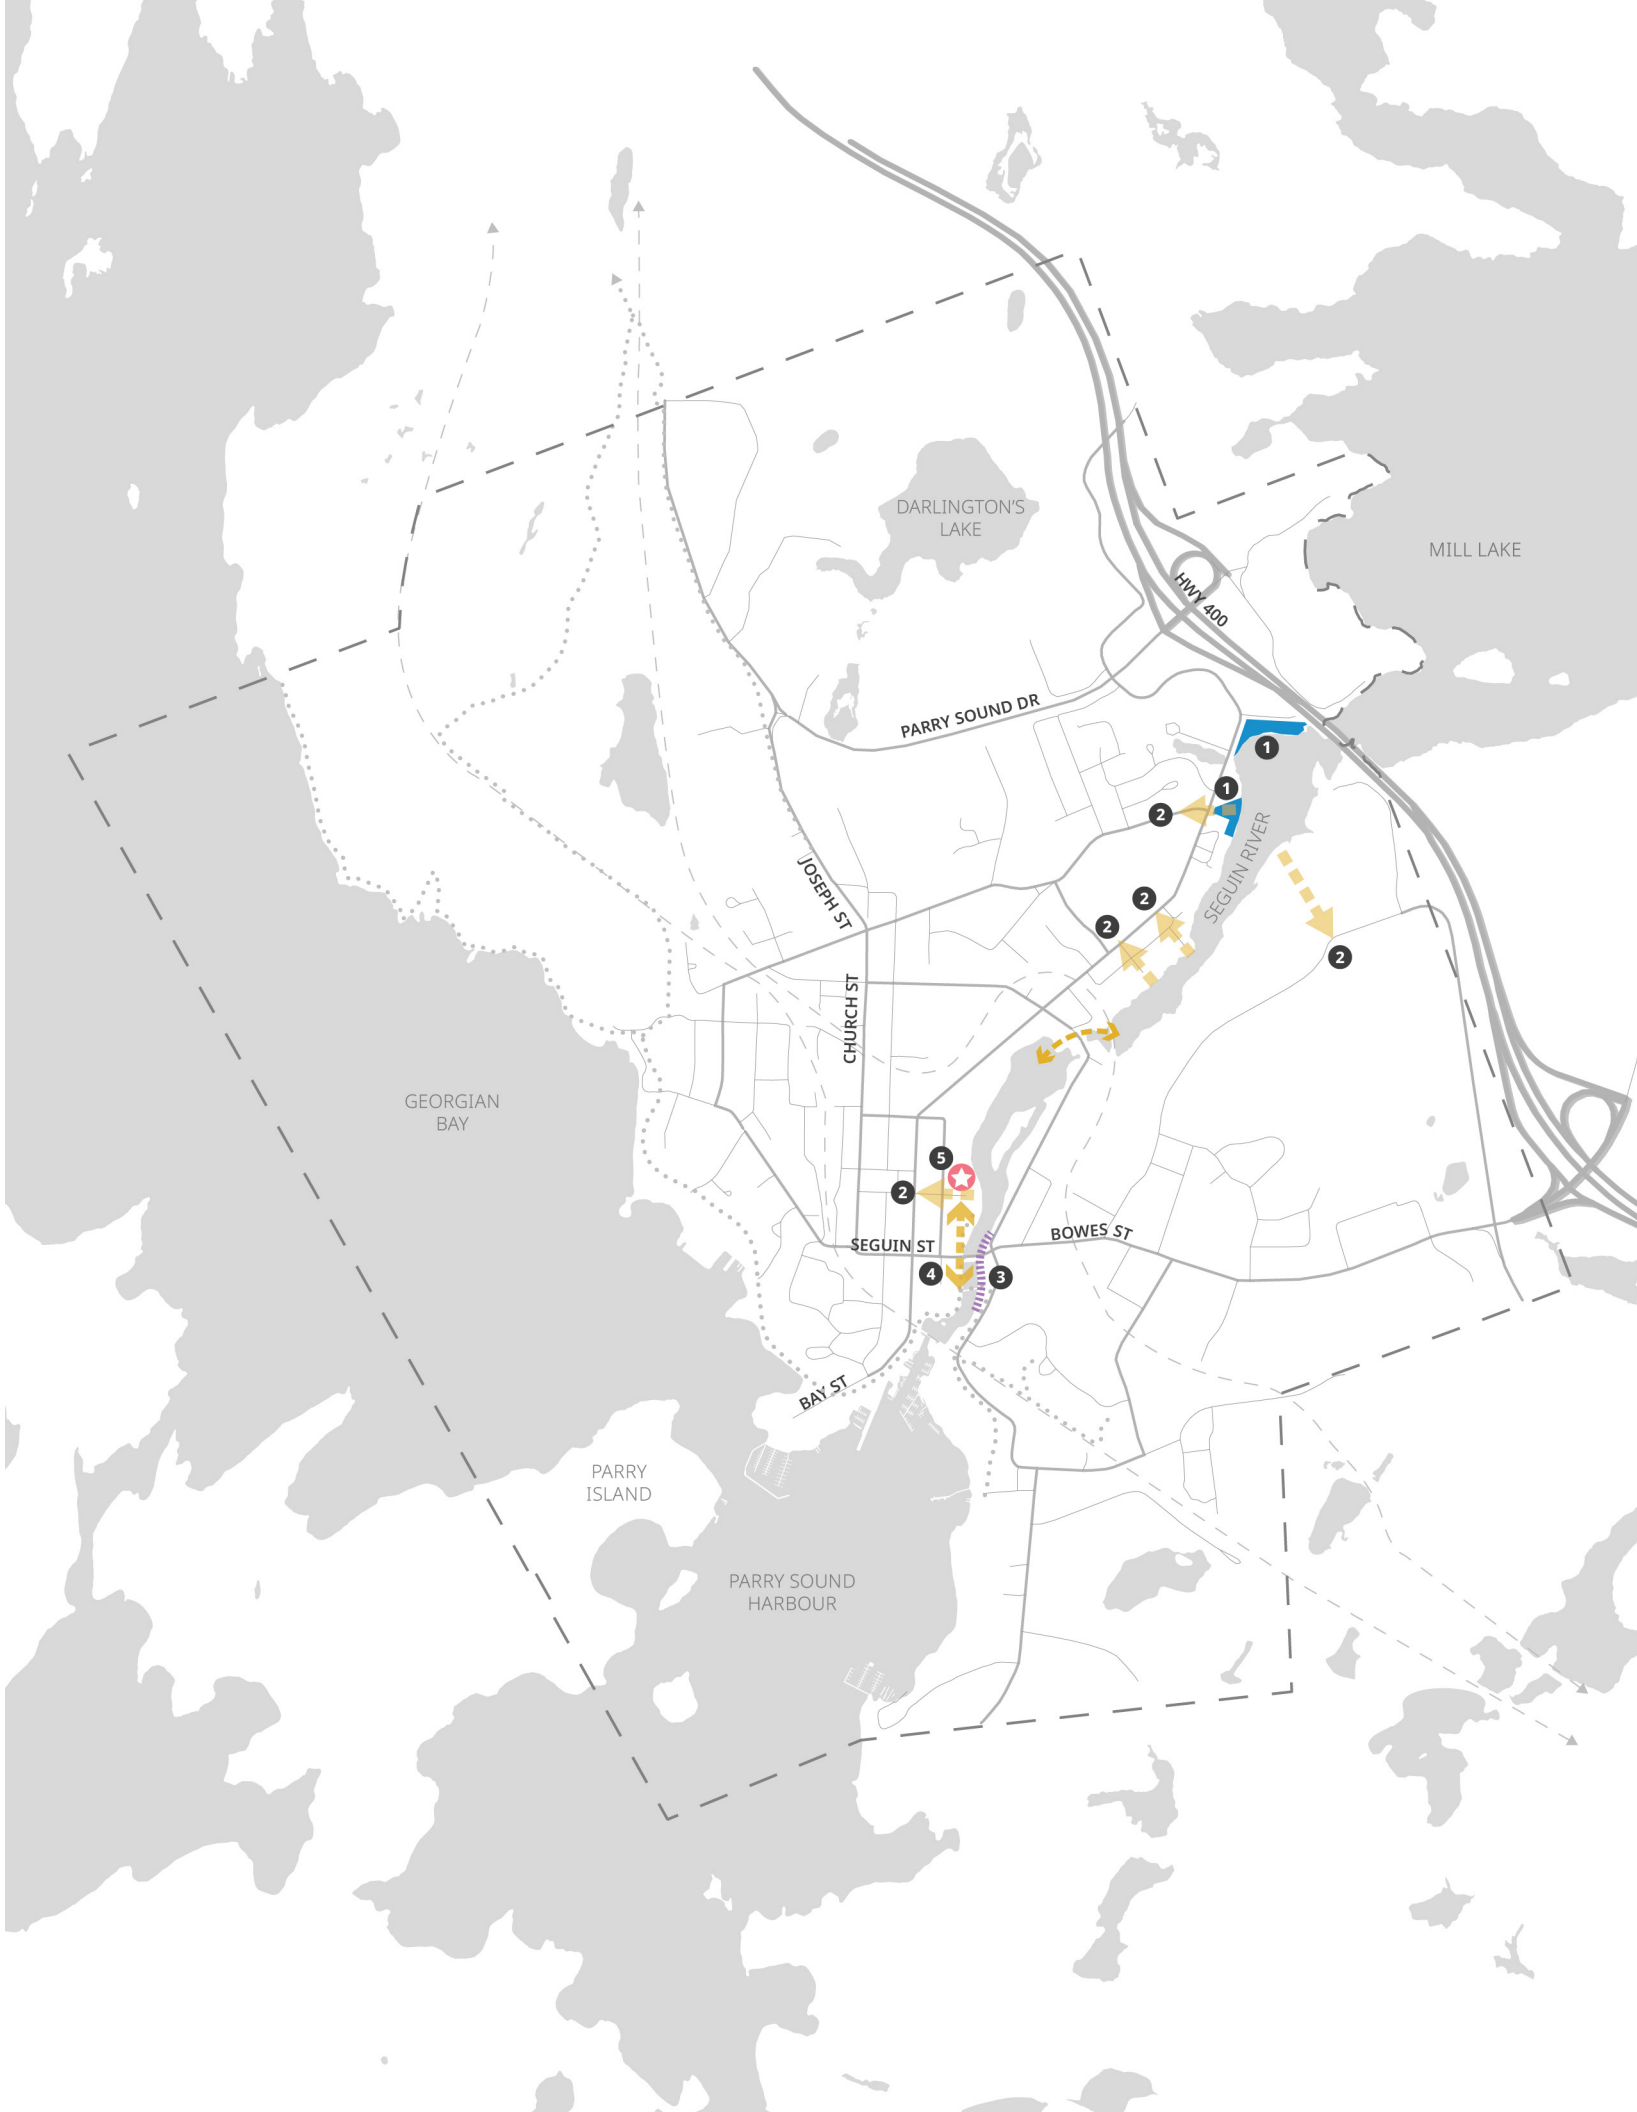 DARLINGTON'S
LAKE
MILL LAKE
HWY 400
PARRY SOUND DR
1
1
2
SEGUIN RIVER
JOSEPH ST
2
2
2
CHURCH ST
GEORGIAN
BAY
5
2
BOWES ST
SEGUIN ST
4
3
BAY ST
PARRY
ISLAND
PARRY SOUND
HARBOUR